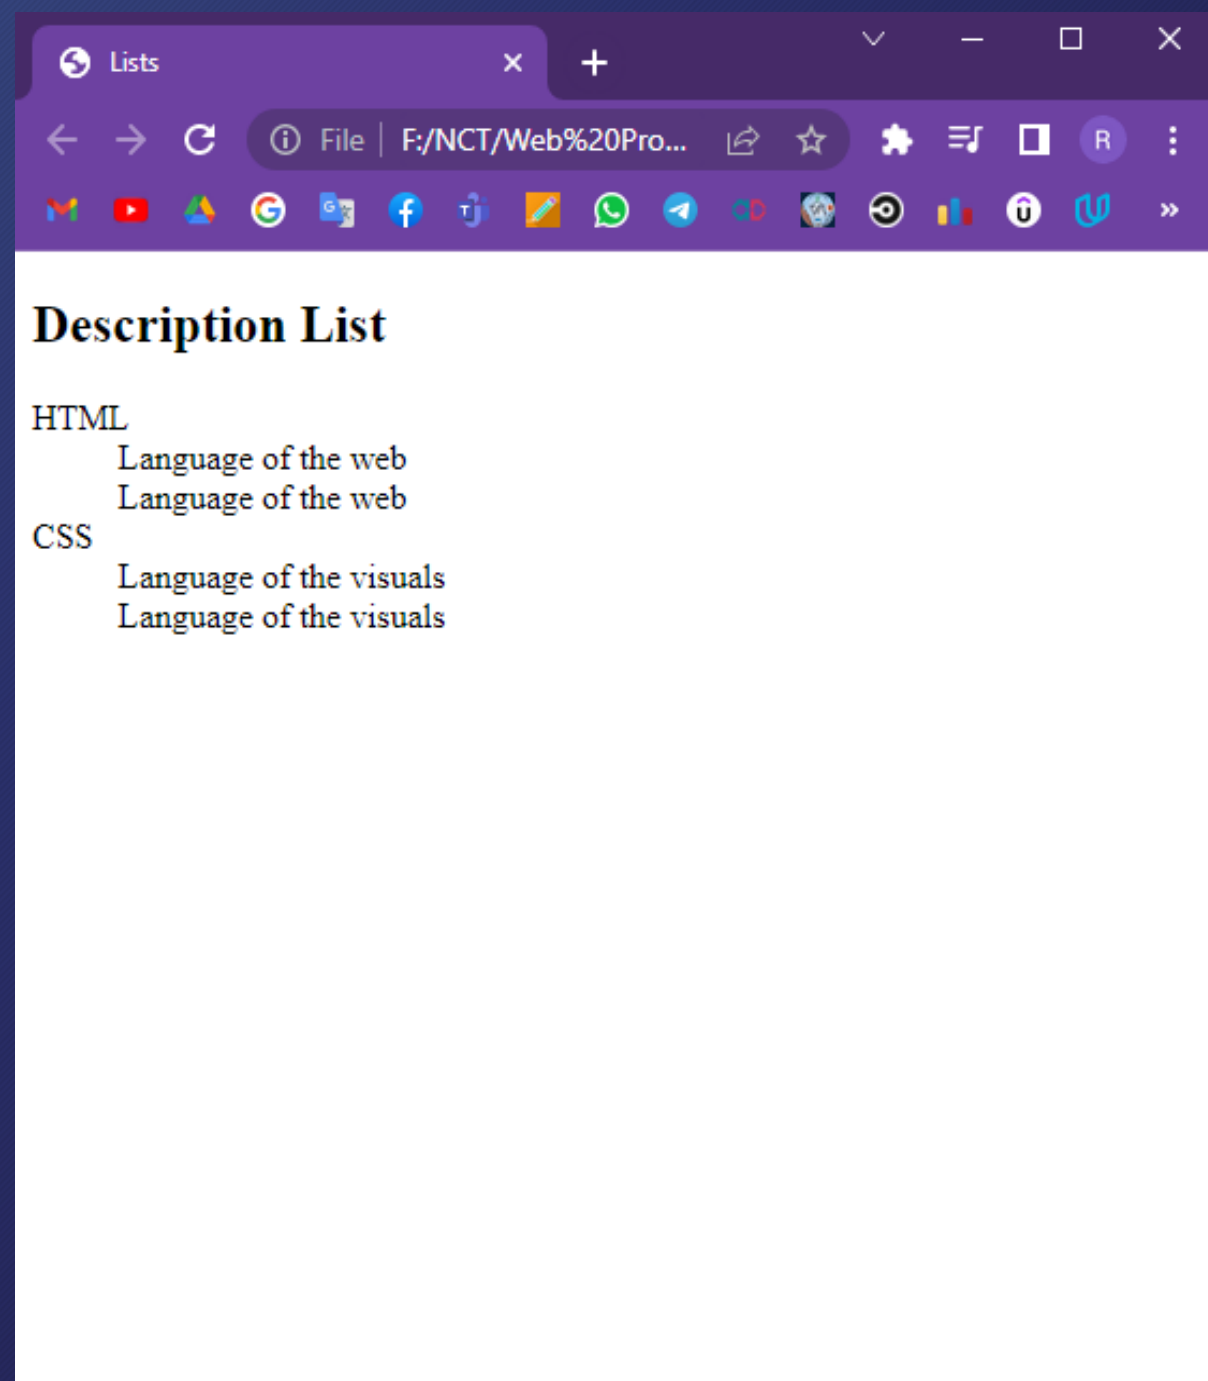 Lists
File F:/NCT/Web%20Pro...
R
Description List
HTML
Language of the web
Language of the web
CSS
Language of the visuals
Language of the visuals